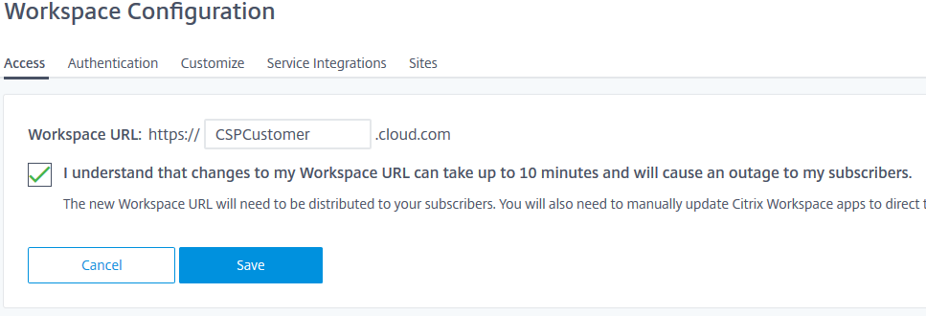 Workspace Configuration
Access Authentication Customize Service Integrations Sites
Workspace URL: https:// CSPCustomer .cloud.com
I understand that changes to my Workspace URL can take up to 10 minutes and will cause an outage to my subscribers.
The new Workspace URL will need to be distributed to your subscribers. You will also need to manually update Citrix Workspace apps to direct t
Cancel Save